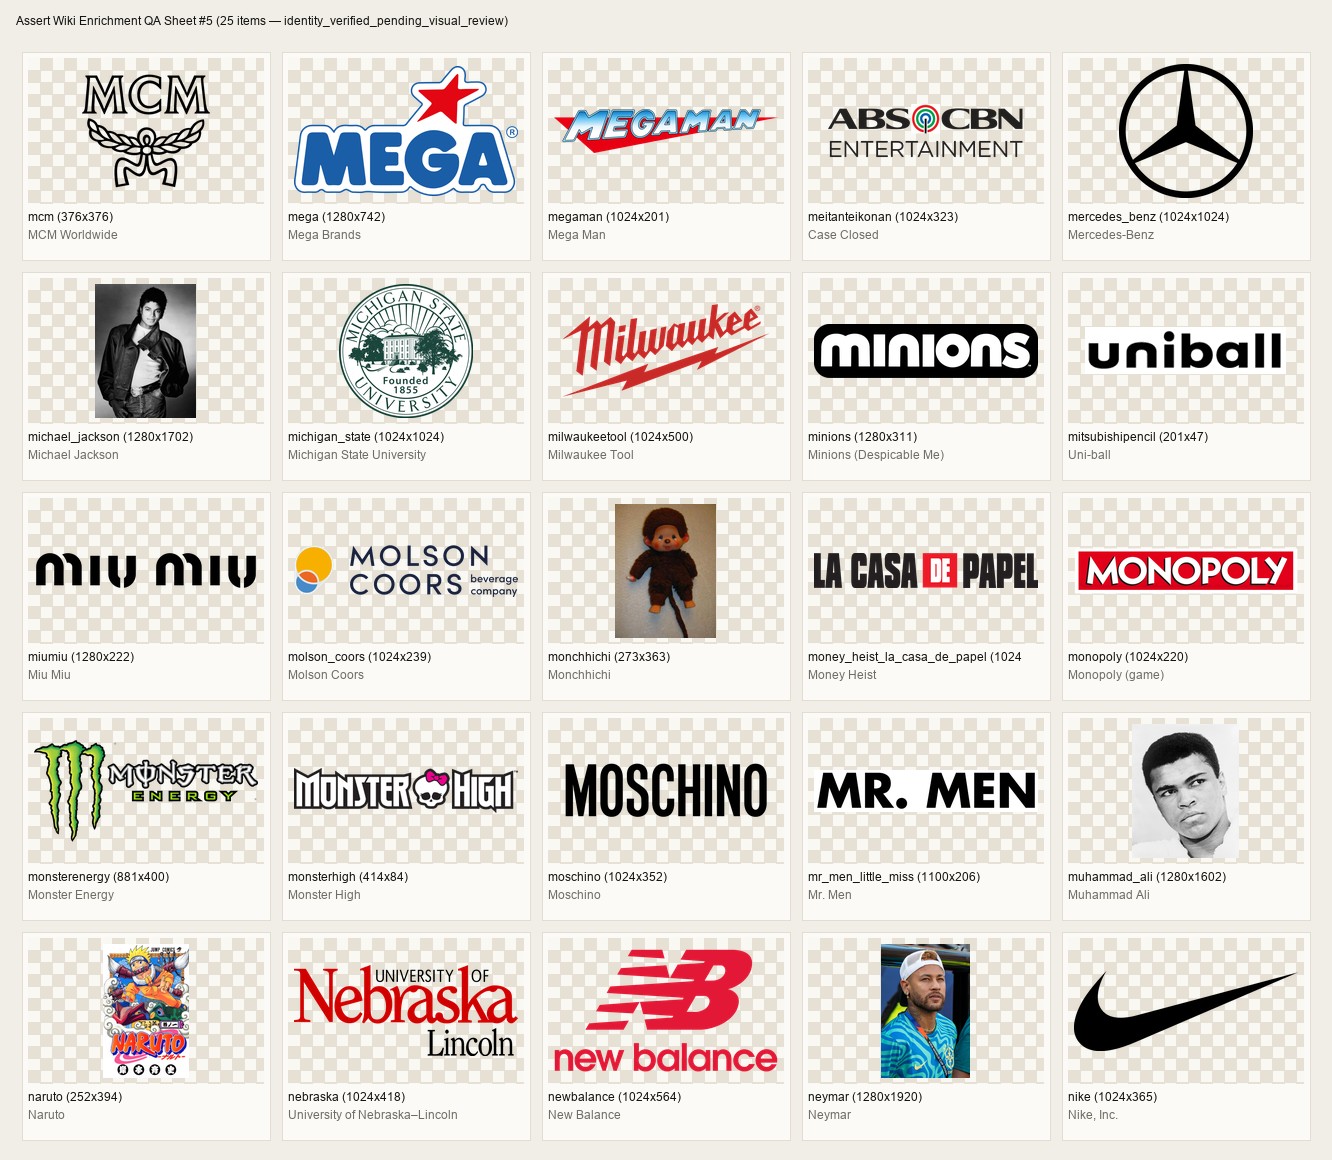 Assert Wiki Enrichment QA Sheet #5 (25 items — identity_verified_pending_visual_review)
MCM
mcm (376x376)
MCM Worldwide
MEGA®
mega (1280x742)
Mega Brands
MEGAMAN
megaman (1024x201)
Mega Man
ABS CBN
ENTERTAINMENT
meitanteikonan (1024x323)
Case Closed
mercedes_benz (1024x1024)
Mercedes-Benz
michael_jackson (1280x1702)
Michael Jackson
MICHIGAN STATE
UNIVERSITY
Founded
1855
michigan_state (1024x1024)
Michigan State University
Milwaukee®
milwaukeetool (1024x500)
Milwaukee Tool
minions
minions (1280x311)
Minions (Despicable Me)
uniball
mitsubishipencil (201x47)
Uni-ball
miu miu
miumiu (1280x222)
Miu Miu
MOLSON
COORS beverage
company
molson_coors (1024x239)
Molson Coors
monchhichi (273x363)
Monchhichi
LA CASA DE PAPEL
money_heist_la_casa_de_papel (1024
Money Heist
MONOPOLY
monopoly (1024x220)
Monopoly (game)
MONSTER
ENERGY
monsterenergy (881x400)
Monster Energy
MONSTER HIGH
monsterhigh (414x84)
Monster High
MOSCHINO
moschino (1024x352)
Moschino
MR. MEN
mr_men_little_miss (1100x206)
Mr. Men
muhammad_ali (1280x1602)
Muhammad Ali
JUMP COMICS
NARUTO
naruto (252x394)
Naruto
UNIVERSITY OF
Nebraska
Lincoln
nebraska (1024x418)
University of Nebraska–Lincoln
NB
new balance
newbalance (1024x564)
New Balance
neymar (1280x1920)
Neymar
nike (1024x365)
Nike, Inc.